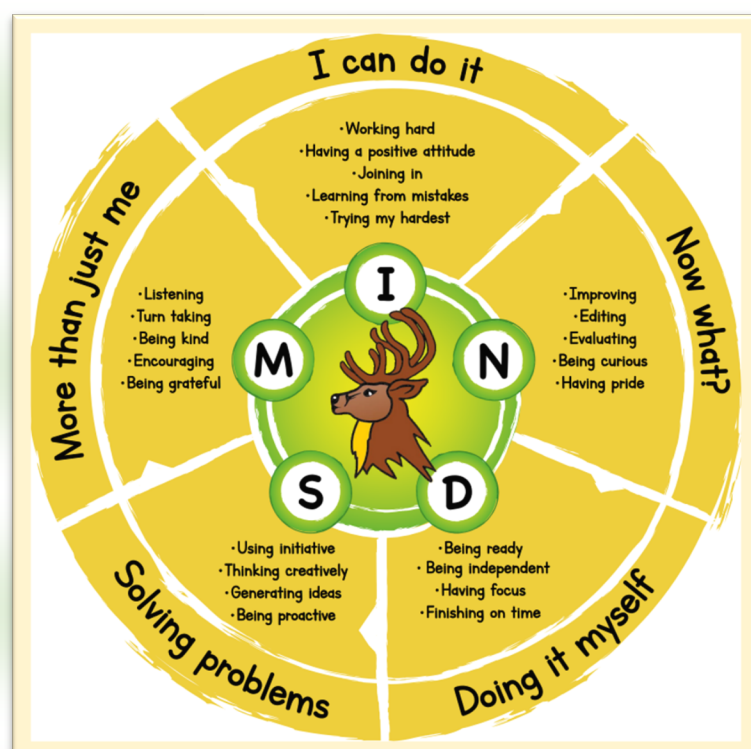 I can do it
·Working hard
·Having a positive attitude
·Joining in
·Learning from mistakes
·Trying my hardest
I
Now what?
·Improving
·Editing
·Evaluating
·Being curious
·Having pride
N
Doing it myself
·Being ready
· Being independent
·Having focus
·Finishing on time
D
Solving problems
·Using initiative
·Thinking creatively
·Generating ideas
·Being proactive
S
More than just me
·Listening
·Turn taking
·Being kind
·Encouraging
·Being grateful
M